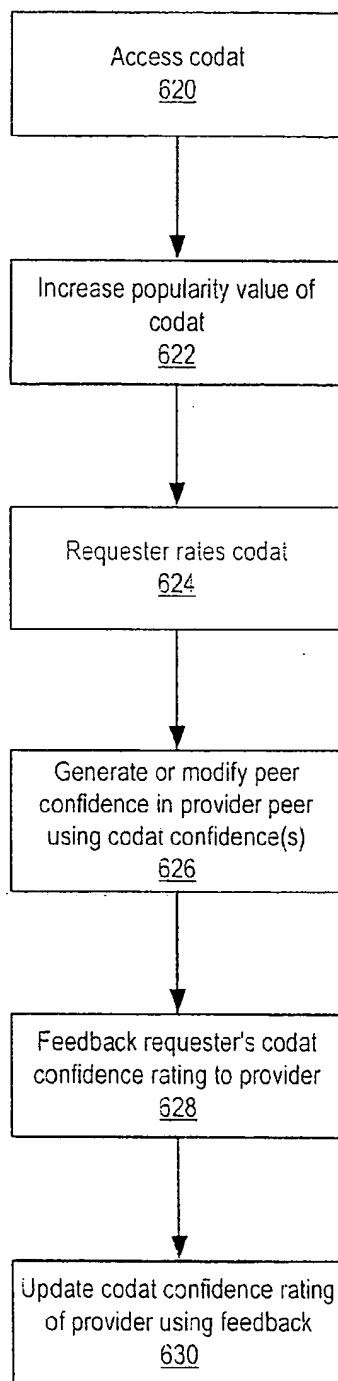 Access codat
620
Increase popularity value of
codat
622
Requester rates codat
624
Generate or modify peer
confidence in provider peer
using codat confidence(s)
626
Feedback requester's codat
confidence rating to provider
628
Update codat confidence rating
of provider using feedback
630